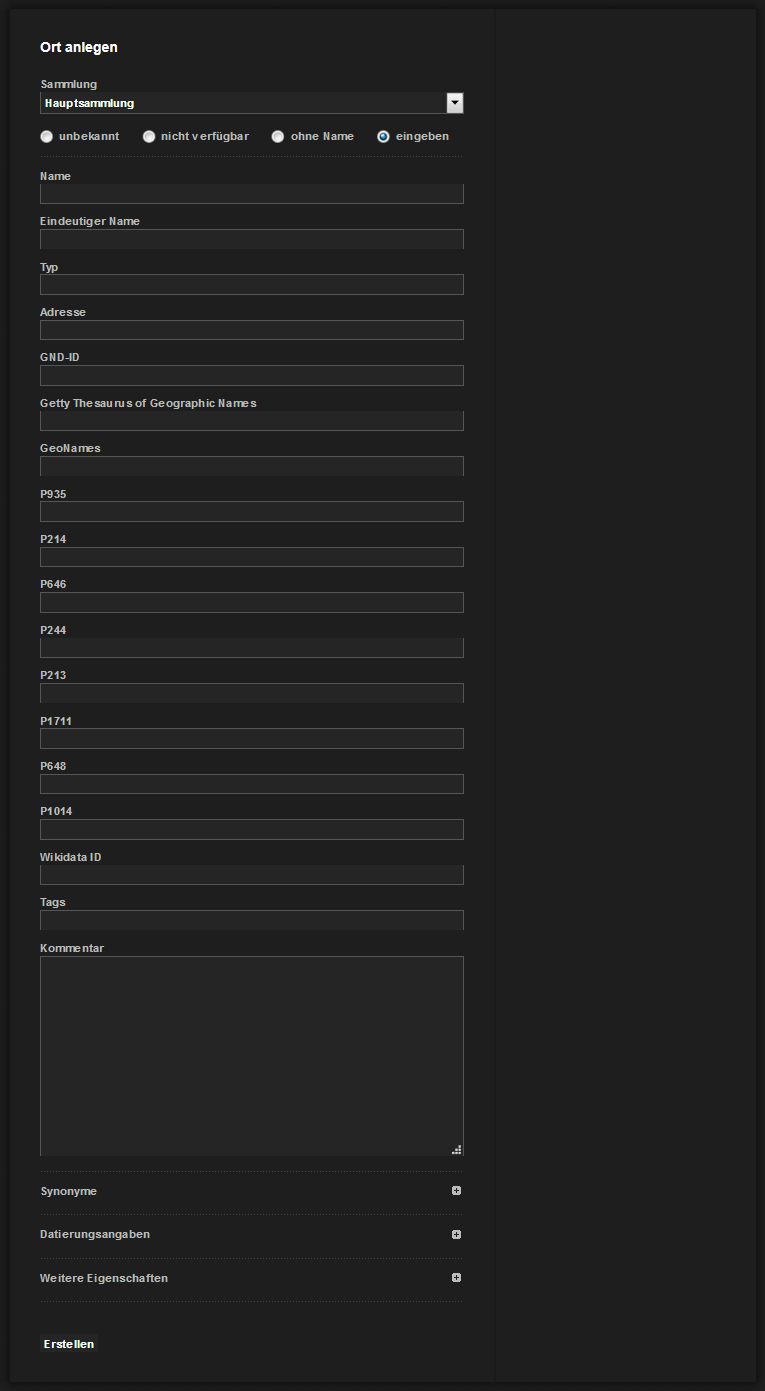 Ort anlegen
Sammlung
Hauptsammlung
unbekannt nicht verfügbar ohne Name eingeben
Name
Eindeutiger Name
Typ
Adresse
GND-ID
Getty Thesaurus of Geographic Names
GeoNames
P935
P214
P646
P244
P213
P1711
P648
P1014
Wikidata ID
Tags
Kommentar
Synonyme
Datierungsangaben
Weitere Eigenschaften
Erstellen